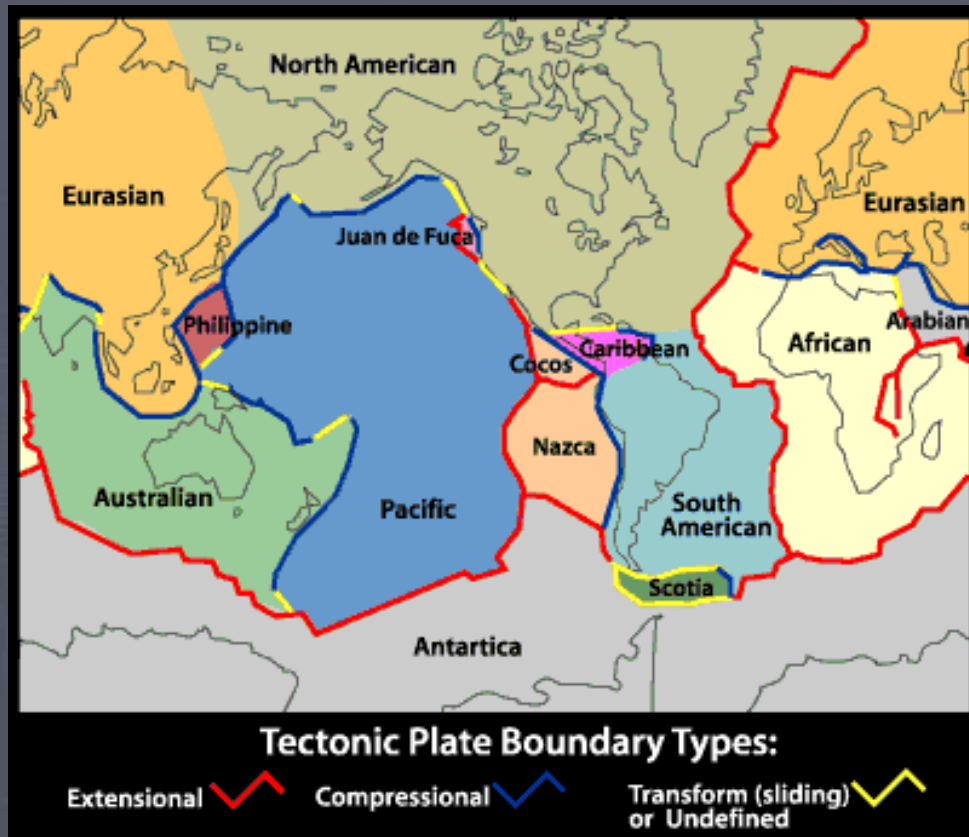 North American
Eurasian
Eurasian
Juan de Fuca
Philippine
Arabian
African
Caribbean
Cocos
Nazca
Australian
Pacific
South
American
Scotia
Antartica
Tectonic Plate Boundary Types:
Extensional
Compressional
Transform (sliding)
or Undefined